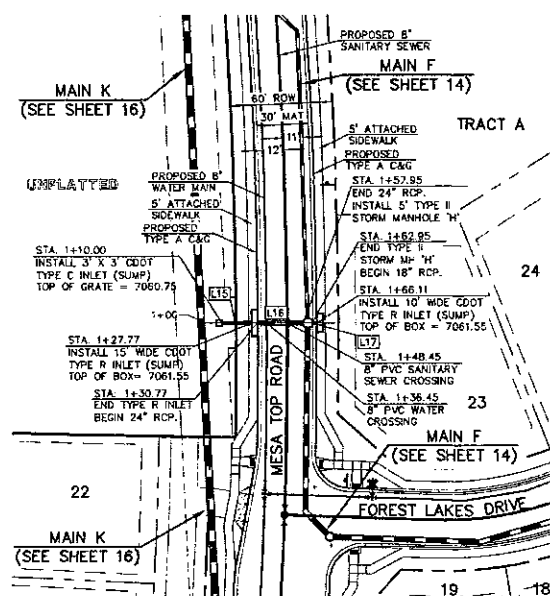 PROPOSED 8"
SANITARY SEWER
MAIN F
(SEE SHEET 14)
MAIN K
(SEE SHEET 16)
60' ROW
30' MAT
11'
12'
TRACT A
5' ATTACHED
SIDEWALK
PROPOSED
TYPE A C&G
UNPLATTED
PROPOSED 8"
WATER MAIN
5' ATTACHED
SIDEWALK
PROPOSED
TYPE A C&G
STA. 1+57.95
END 24" RCP.
INSTALL 5' TYPE II
STORM MANHOLE 'H'
STA. 1+62.95
END TYPE II
STORM MH 'H'
BEGIN 18" RCP.
24
STA. 1+10.00
INSTALL 3' X 3' CDOT
TYPE C INLET (SUMP)
TOP OF GRATE = 7060.75
L15
L16
1+00
STA. 1+66.11
INSTALL 10' WIDE CDOT
TYPE R INLET (SUMP)
TOP OF BOX = 7061.55
L17
STA. 1+27.77
INSTALL 15' WIDE CDOT
TYPE R INLET (SUMP)
TOP OF BOX= 7061.55
STA. 1+48.45
8" PVC SANITARY
SEWER CROSSING
STA. 1+30.77
END TYPE R INLET
BEGIN 24" RCP.
STA. 1+36.45
8" PVC WATER
CROSSING
23
MESA TOP ROAD
MAIN F
(SEE SHEET 14)
22
FOREST LAKES DRIVE
MAIN K
(SEE SHEET 16)
19
18